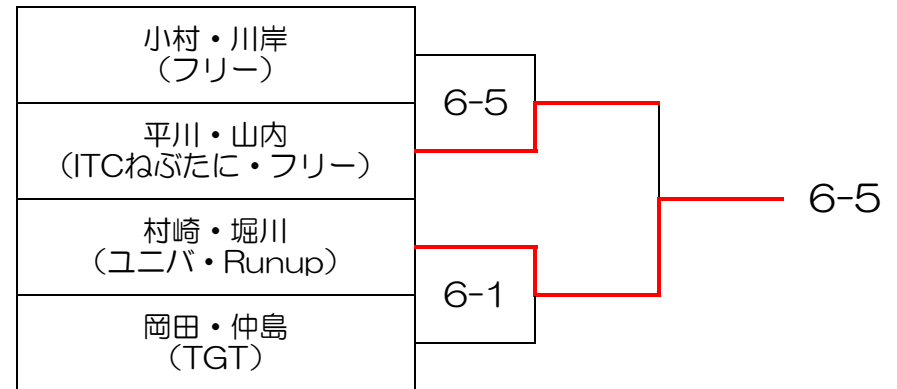 小村・川岸
（フリー）
平川・山内
（ITCねぶたに・フリー）
村崎・堀川
（ユニバ・Runup）
岡田・仲島
（TGT）
6-5
6-1
6-5